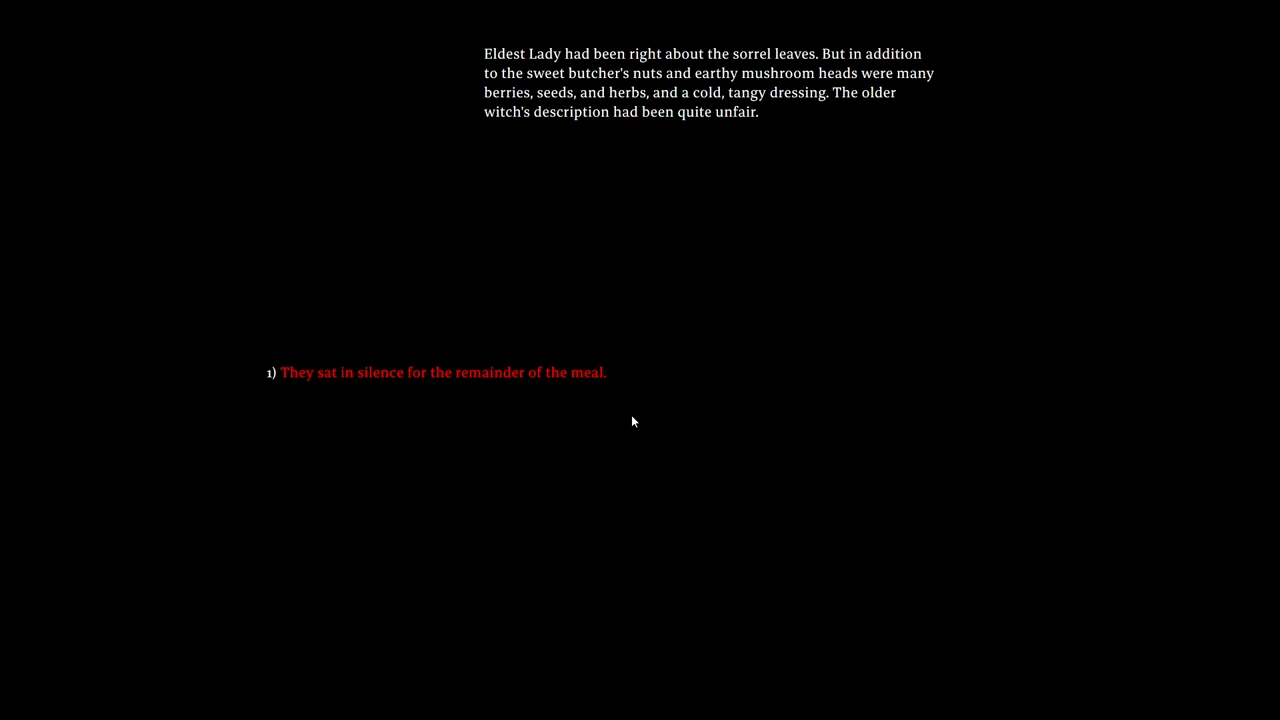 Eldest Lady had been right about the sorrel leaves. But in addition
to the sweet butcher's nuts and earthy mushroom heads were many
berries, seeds, and herbs, and a cold, tangy dressing. The older
witch's description had been quite unfair.
1) They sat in silence for the remainder of the meal.